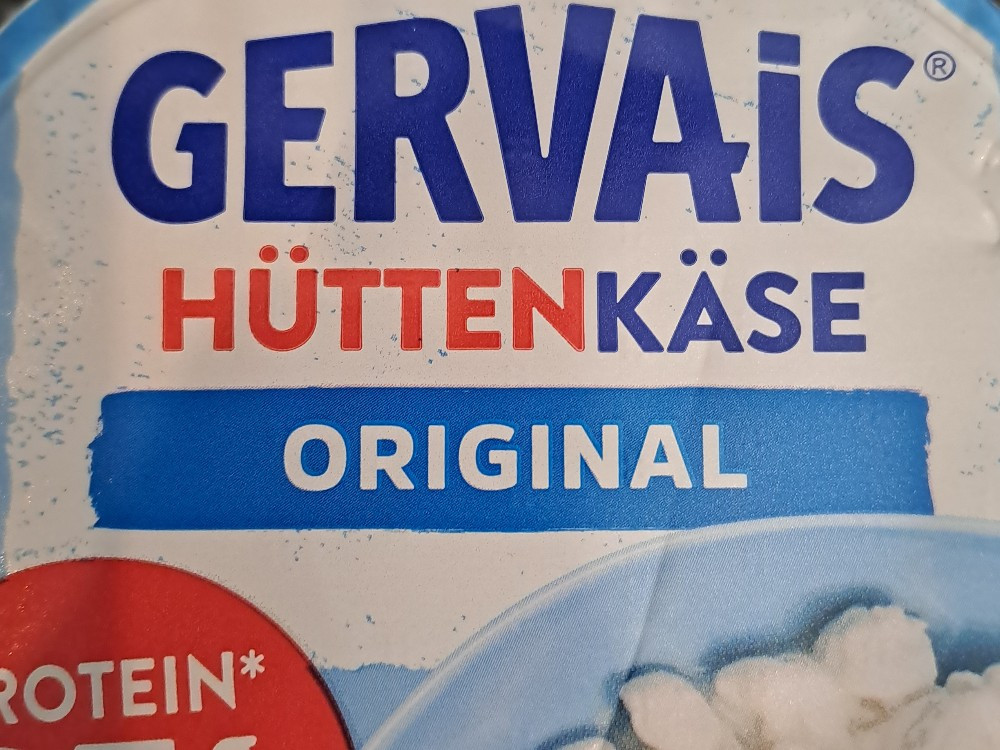 GERVAiS®
HÜTTENKÄSE
ORIGINAL
ROTEIN*